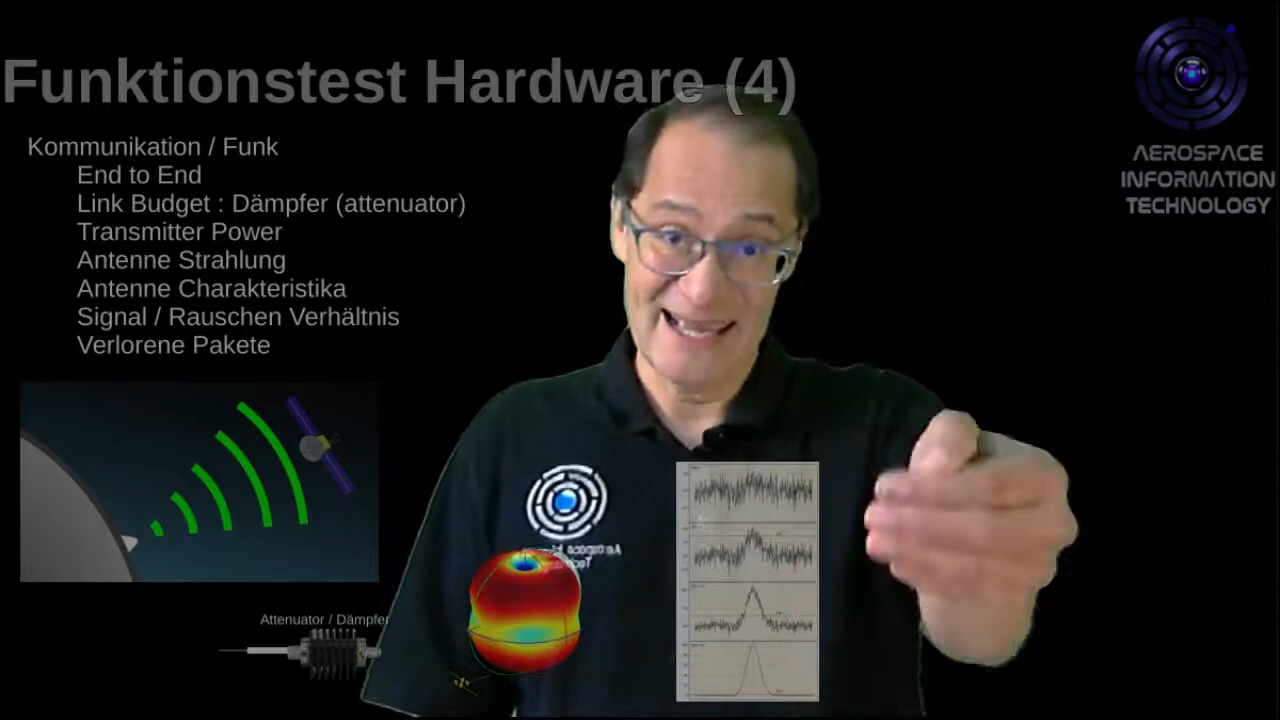 Funktionstest Hardware (4)
Kommunikation / Funk
End to End
Link Budget : Dämpfer (attenuator)
Transmitter Power
Antenne Strahlung
Antenne Charakteristika
Signal / Rauschen Verhältnis
Verlorene Pakete
AEROSPACE
INFORMATION
TECHNOLOGY
Attenuator / Dämpfer